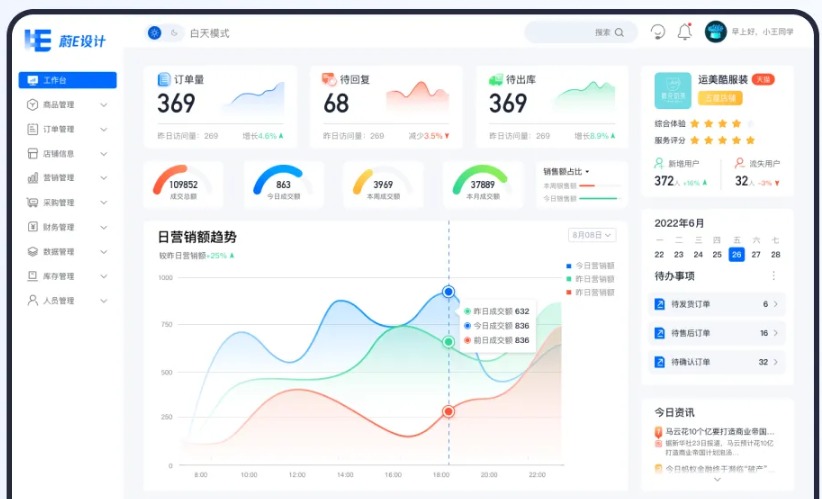 蔚E设计
白天模式
搜索
早上好，小王同学
工作台
商品管理
订单管理
店铺信息
营销管理
采购管理
财务管理
数据管理
库存管理
人员管理
订单量
369
昨日访问量：269 增长4.6%
待回复
68
昨日访问量：269 减少3.5%
待出库
369
昨日访问量：269 增长8.9%
109852
成交总额
863
今日成交额
3969
本周成交额
37889
本月成交额
销售额占比
本周销售额
今日销售额
日营销额趋势
较昨日营销额+25%
8月08日
今日营销额
昨日营销额
昨日营销额
1000
750
500
250
0
昨日成交额 632
今日成交额 836
前日成交额 836
8:00 10:00 12:00 14:00 16:00 18:00 20:00 22:00
运美酷服装 天猫
三星店铺
综合体验
服务评分
新增用户
372人 +16%
流失用户
32人 -3%
2022年6月
一 二 三 四 五 六 日
22 23 24 25 26 27 28
待办事项
待发货订单 6
待售后订单 16
待确认订单 32
今日资讯
马云花10个亿要打造商业帝国...
据新华社23日报道，马云预计花10亿
打造商业帝国计划泡汤...